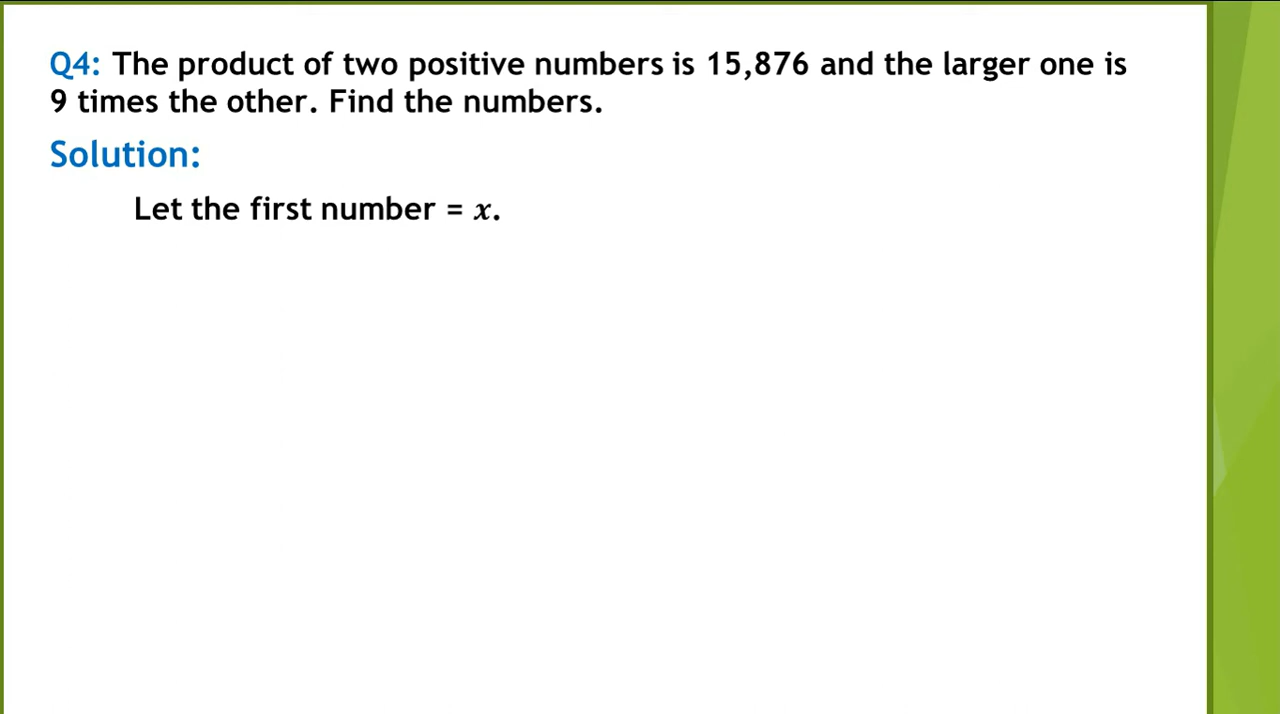 Q4: The product of two positive numbers is 15,876 and the larger one is
9 times the other. Find the numbers.
Solution:
Let the first number = x.